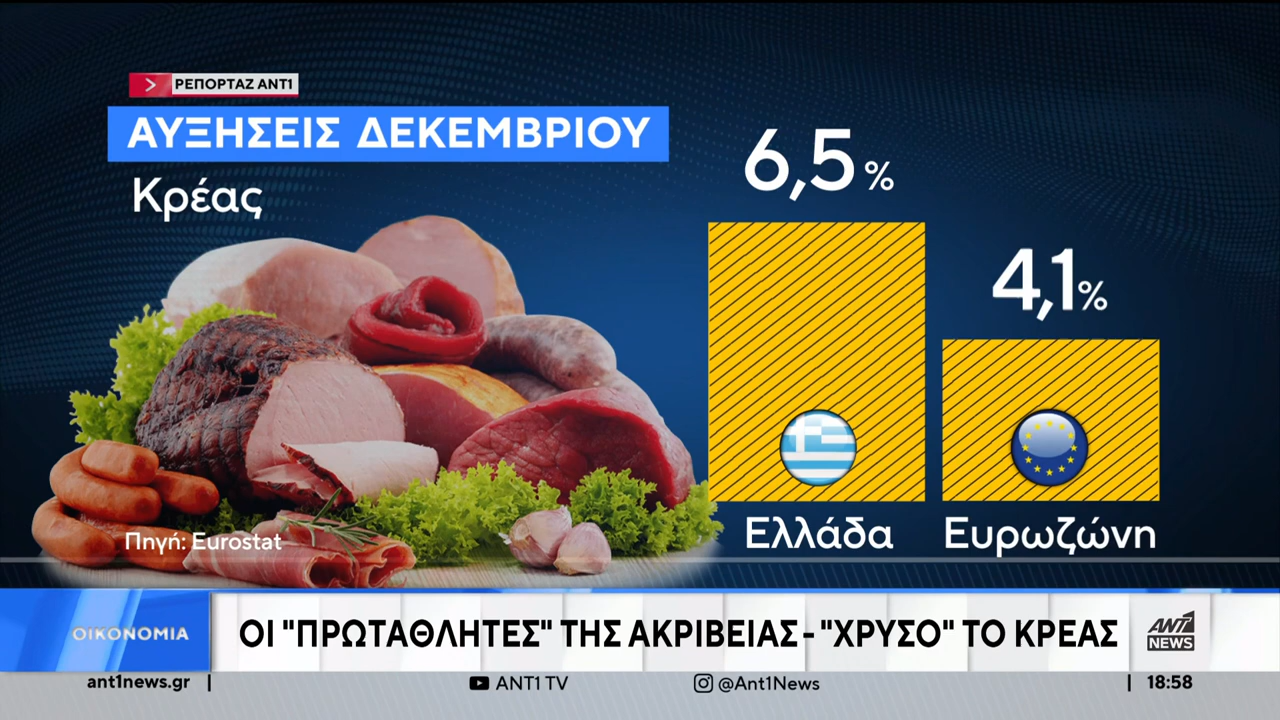 ΡΕΠΟΡΤΑΖ ΑΝΤ1
ΑΥΞΗΣΕΙΣ ΔΕΚΕΜΒΡΙΟΥ
Κρέας
6,5%
4,1%
Ελλάδα
Ευρωζώνη
Πηγή: Eurostat
ΟΙΚΟΝΟΜΙΑ
ΟΙ "ΠΡΩΤΑΘΛΗΤΕΣ" ΤΗΣ ΑΚΡΙΒΕΙΑΣ - "ΧΡΥΣΟ" ΤΟ ΚΡΕΑΣ
ANT1
NEWS
ant1news.gr |
ANT1 TV
@Ant1News
| 18:58